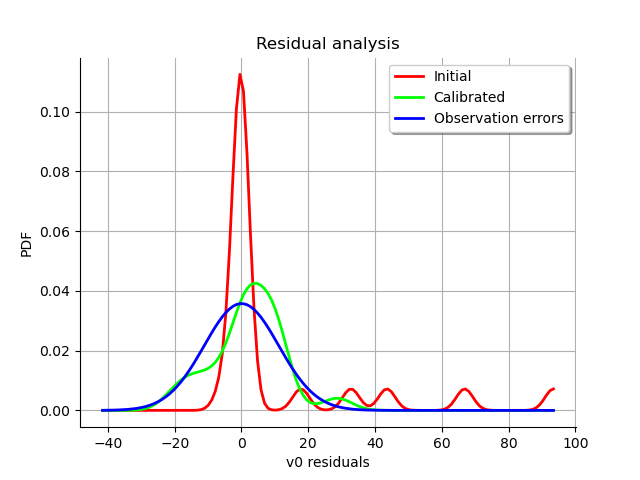 Residual analysis
Initial
Calibrated
Observation errors
PDF
0.10
0.08
0.06
0.04
0.02
0.00
−40 −20 0 20 40 60 80 100
v0 residuals